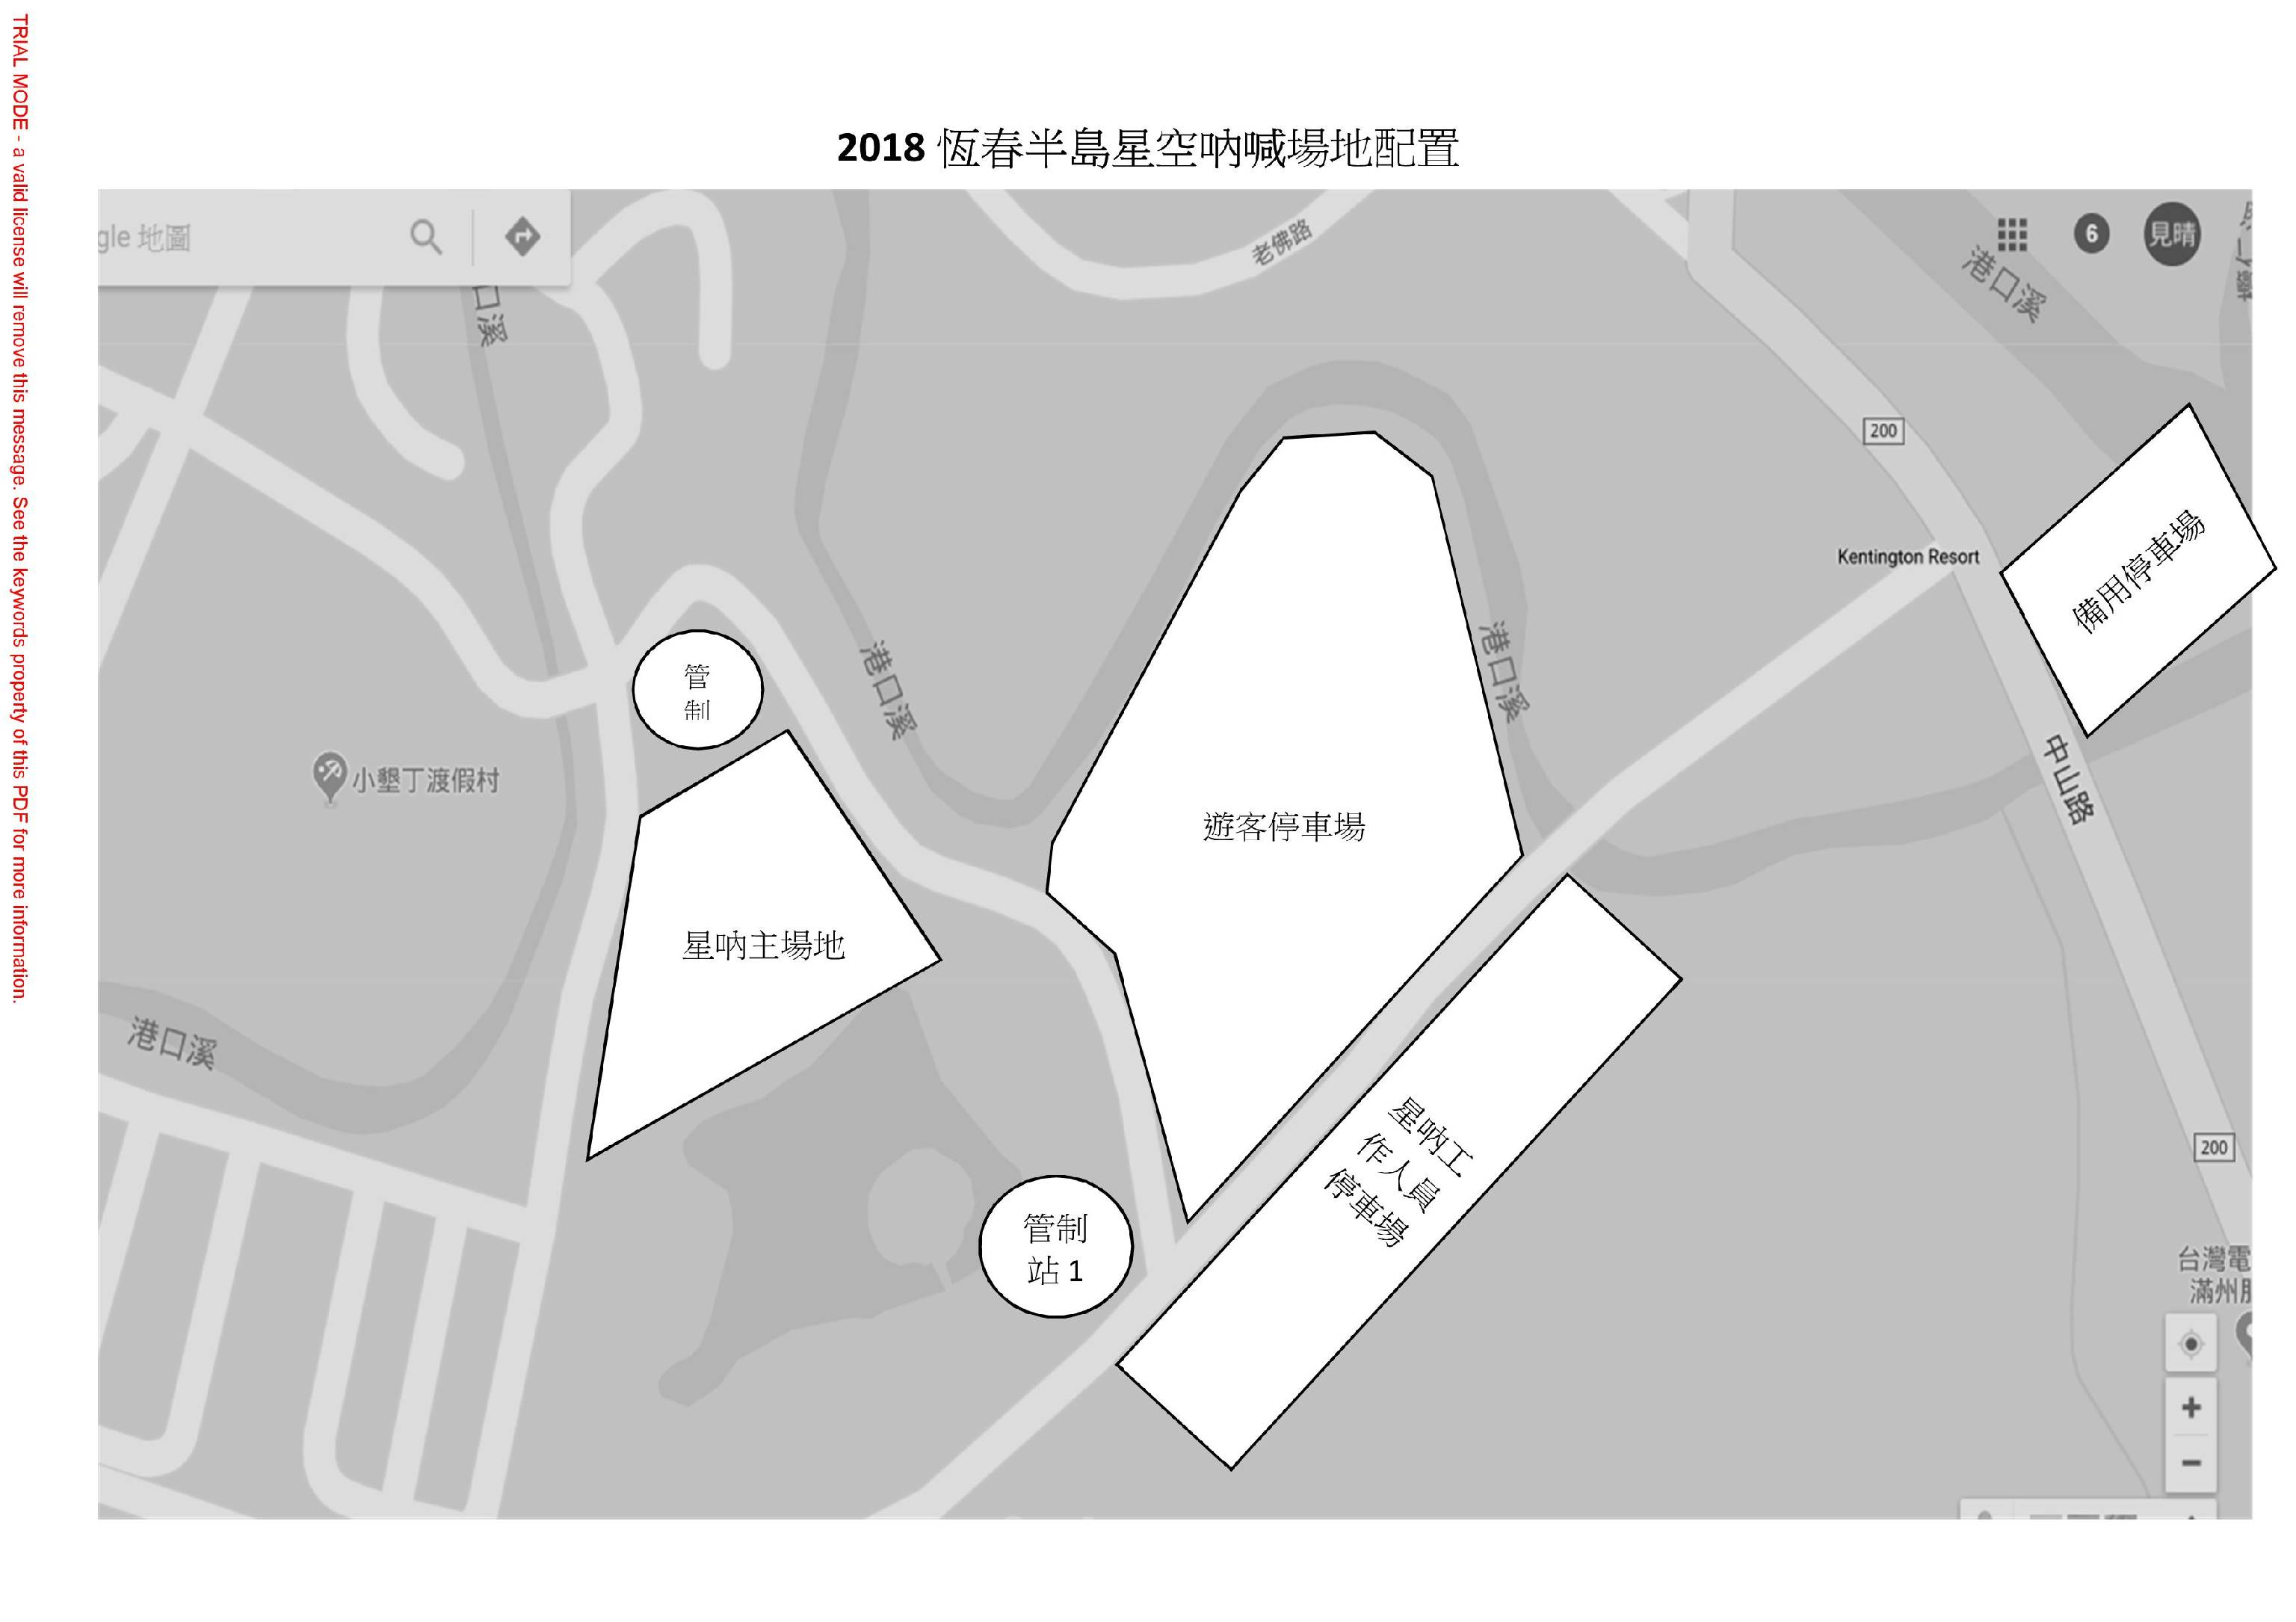 TRIAL MODE - a valid license will remove this message. See the keywords property of this PDF for more information.
2018 恆春半島星空吶喊場地配置
gle 地圖
口溪
老佛路
港口溪
6
見晴
200
Kentington Resort
備用停車場
管
制
港口溪
港口溪
小墾丁渡假村
中山路
遊客停車場
星吶主場地
港口溪
星吶工
作人員
停車場
200
管制
站 1
台灣電
滿州服